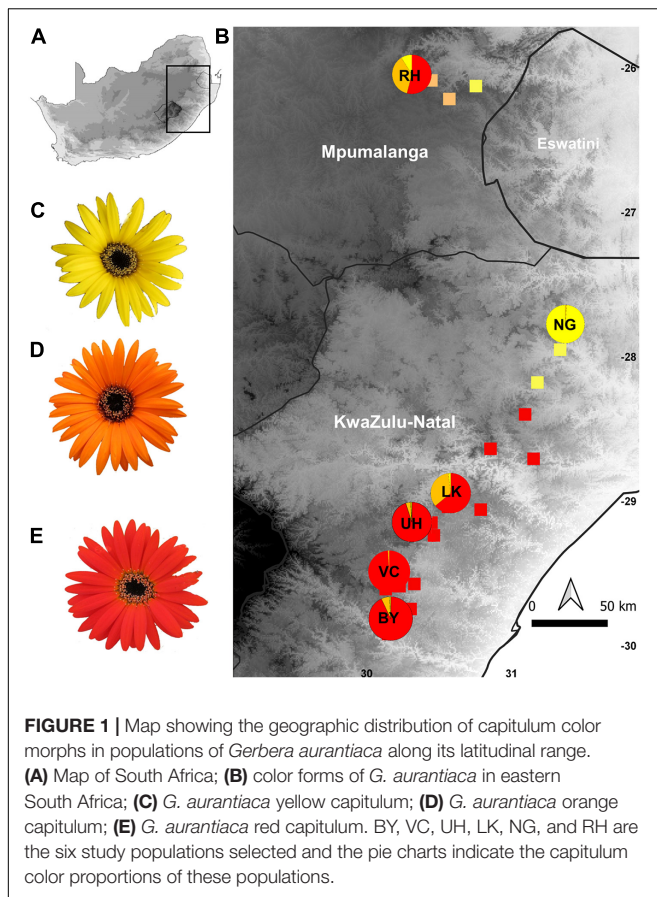 A
B
RH
-26
Mpumalanga
Eswatini
-27
C
NG
-28
D
KwaZulu-Natal
LK
-29
UH
E
VC
0 50 km
BY
30
31
-30
FIGURE 1 | Map showing the geographic distribution of capitulum color
morphs in populations of Gerbera aurantiaca along its latitudinal range.
(A) Map of South Africa; (B) color forms of G. aurantiaca in eastern
South Africa; (C) G. aurantiaca yellow capitulum; (D) G. aurantiaca orange
capitulum; (E) G. aurantiaca red capitulum. BY, VC, UH, LK, NG, and RH are
the six study populations selected and the pie charts indicate the capitulum
color proportions of these populations.